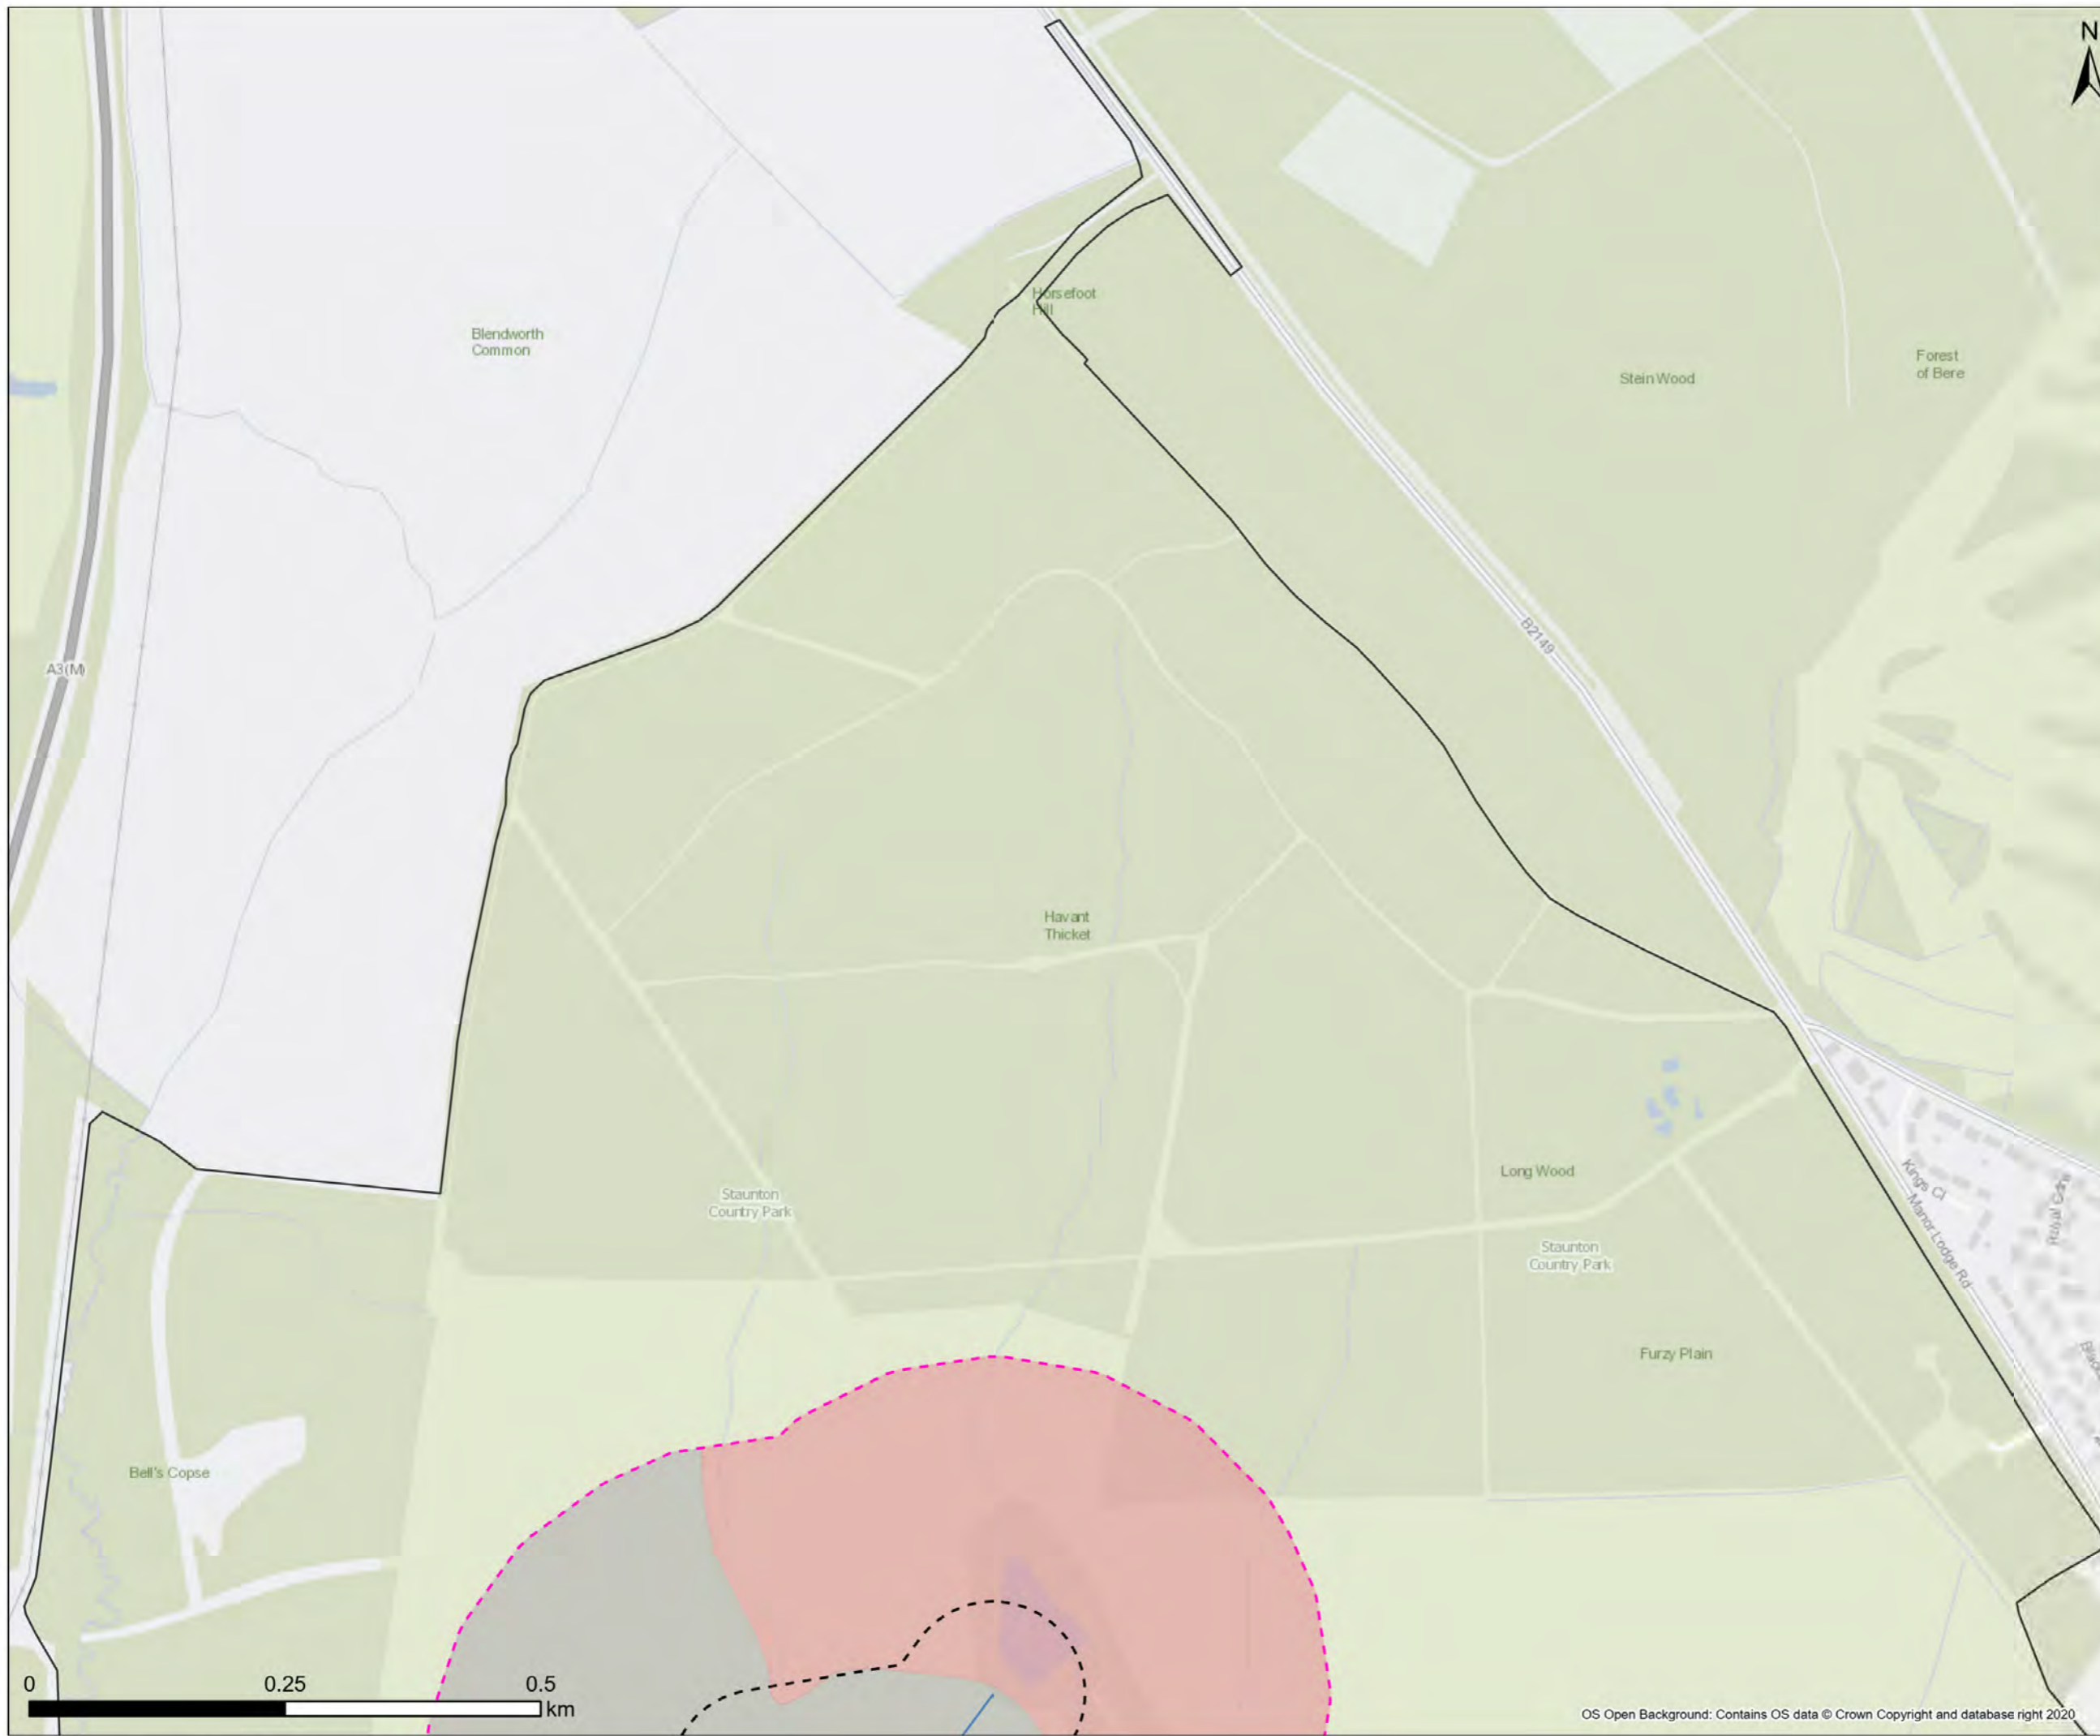 N
Horsefoot
Hill
Blendworth
Common
Forest
of Bere
Stein Wood
B2149
A3(M)
Havant
Thicket
Long Wood
Kings Cl
Royal Gdns
Manor Lodge Rd
Staunton
Country Park
Staunton
Country Park
Furzy Plain
Bell's Copse
0
0.25
0.5
km
OS Open Background: Contains OS data © Crown Copyright and database right 2020